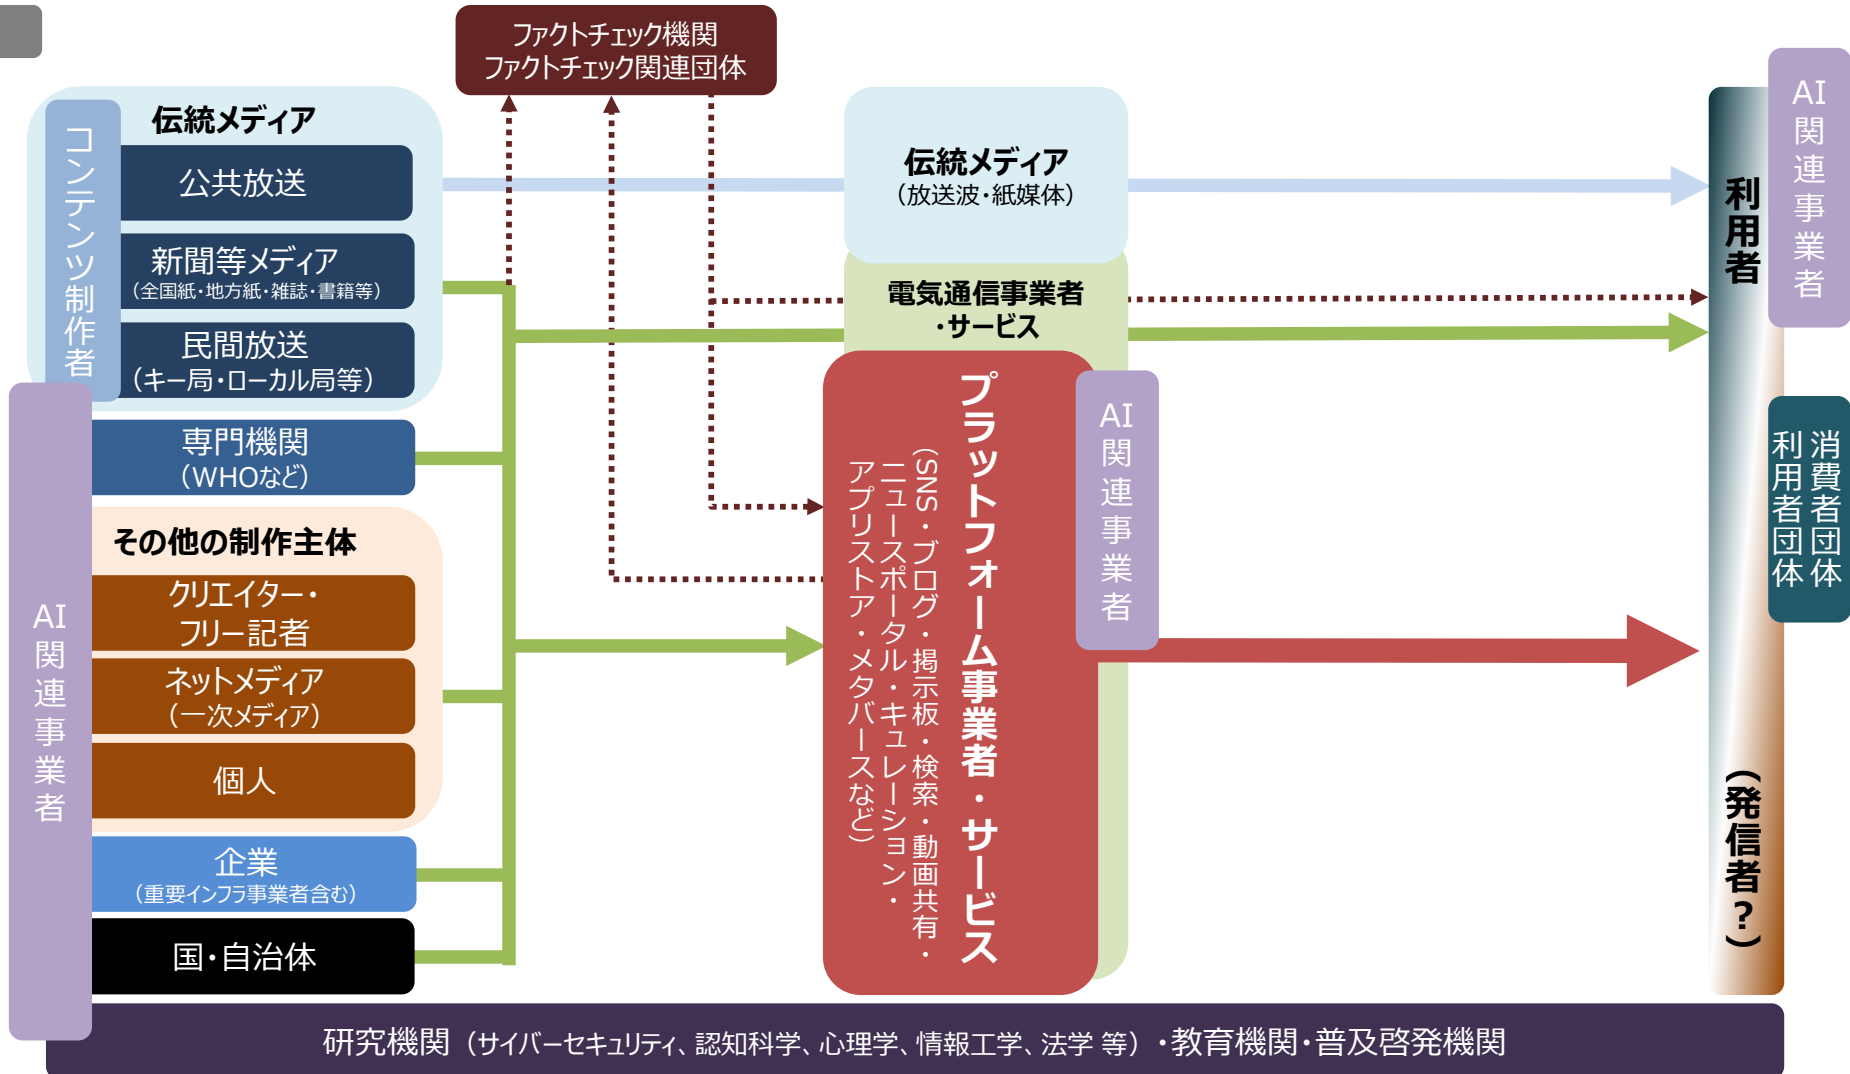 ファクトチェック機関
ファクトチェック関連団体
伝統メディア
コンテンツ制作者
公共放送
新聞等メディア
（全国紙・地方紙・雑誌・書籍等）
民間放送
（キー局・ローカル局等）
専門機関
（WHOなど）
その他の制作主体
クリエイター・
フリー記者
ネットメディア
（一次メディア）
個人
企業
（重要インフラ事業者含む）
国・自治体
AI関連事業者
伝統メディア
（放送波・紙媒体）
電気通信事業者
・サービス
プラットフォーム事業者・サービス
（SNS・ブログ・掲示板・検索・動画共有・
ニュースポータル・キュレーション・
アプリストア・メタバースなど）
AI関連事業者
利用者
（発信者？）
AI関連事業者
消費者団体
利用者団体
研究機関（サイバーセキュリティ、認知科学、心理学、情報工学、法学 等）・教育機関・普及啓発機関